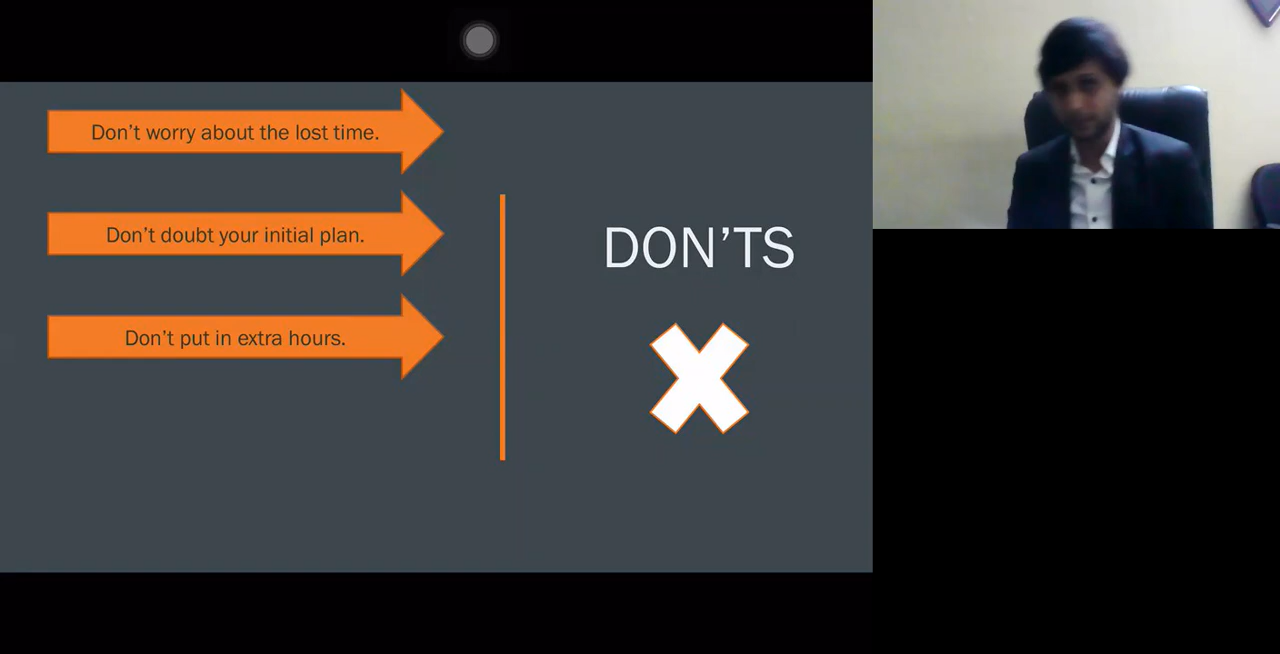 Don’t worry about the lost time.
Don’t doubt your initial plan.
Don’t put in extra hours.
DON’TS